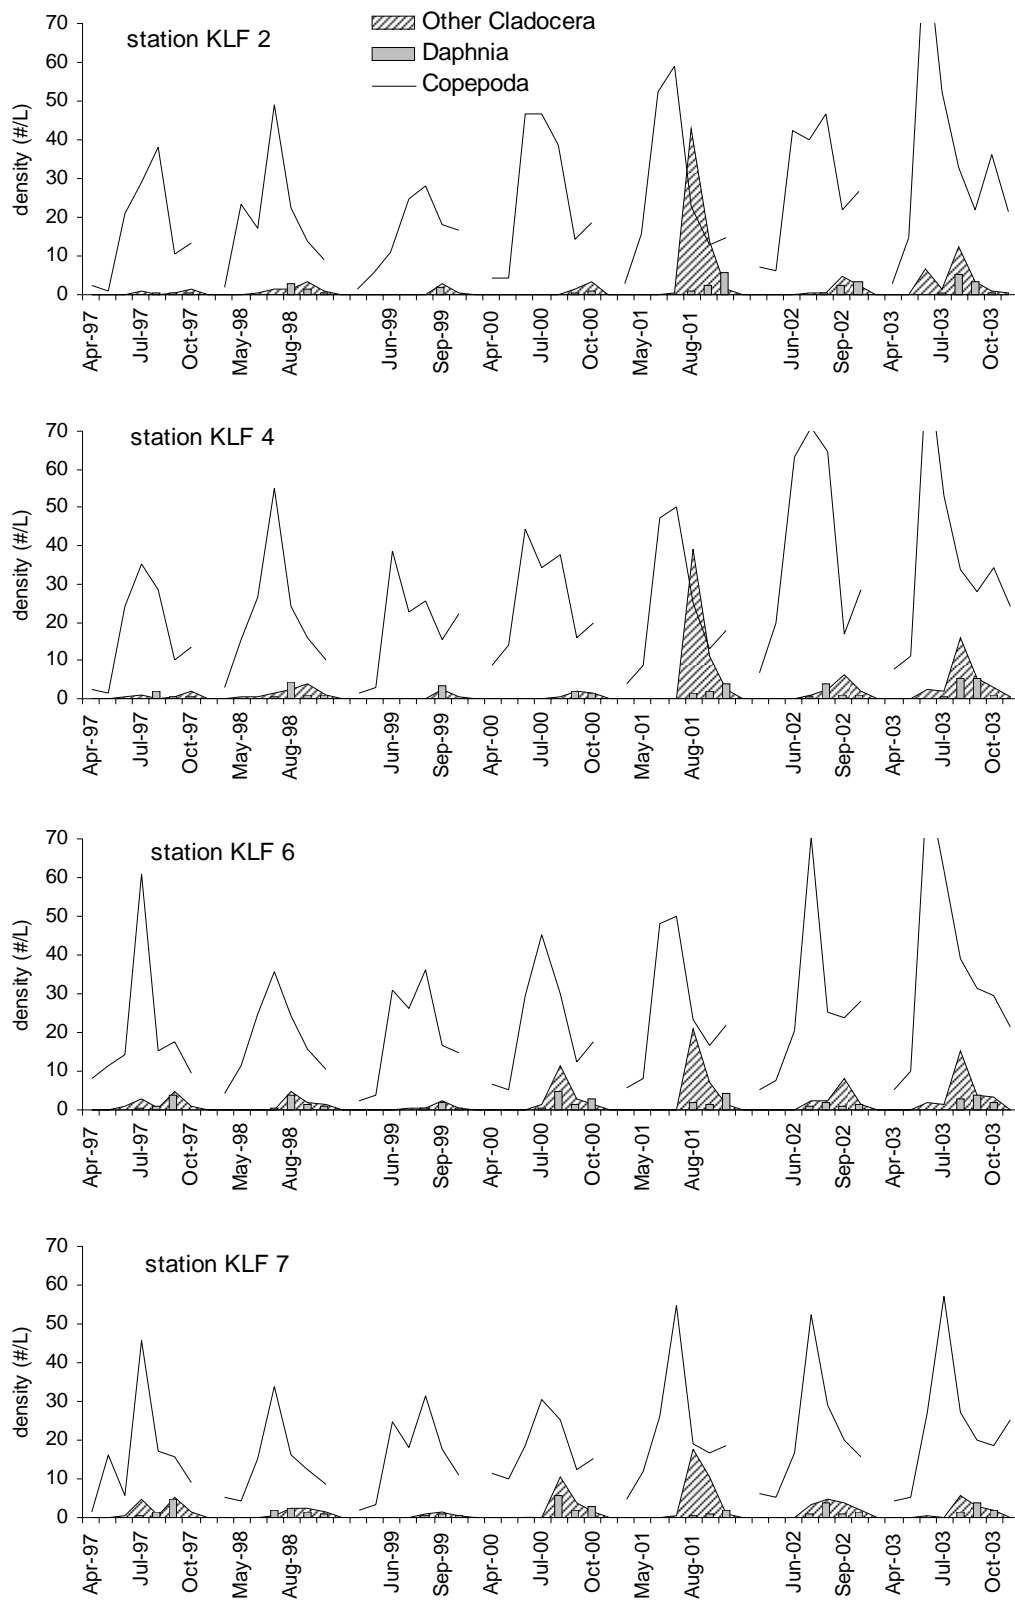 station KLF 2
Other Cladocera
Daphnia
Copepoda
density (#/L)
70
60
50
40
30
20
10
0
Apr-97
Jul-97
Oct-97
May-98
Aug-98
Jun-99
Sep-99
Apr-00
Jul-00
Oct-00
May-01
Aug-01
Jun-02
Sep-02
Apr-03
Jul-03
Oct-03
station KLF 4
density (#/L)
70
60
50
40
30
20
10
0
Apr-97
Jul-97
Oct-97
May-98
Aug-98
Jun-99
Sep-99
Apr-00
Jul-00
Oct-00
May-01
Aug-01
Jun-02
Sep-02
Apr-03
Jul-03
Oct-03
station KLF 6
density (#/L)
70
60
50
40
30
20
10
0
Apr-97
Jul-97
Oct-97
May-98
Aug-98
Jun-99
Sep-99
Apr-00
Jul-00
Oct-00
May-01
Aug-01
Jun-02
Sep-02
Apr-03
Jul-03
Oct-03
station KLF 7
density (#/L)
70
60
50
40
30
20
10
0
Apr-97
Jul-97
Oct-97
May-98
Aug-98
Jun-99
Sep-99
Apr-00
Jul-00
Oct-00
May-01
Aug-01
Jun-02
Sep-02
Apr-03
Jul-03
Oct-03